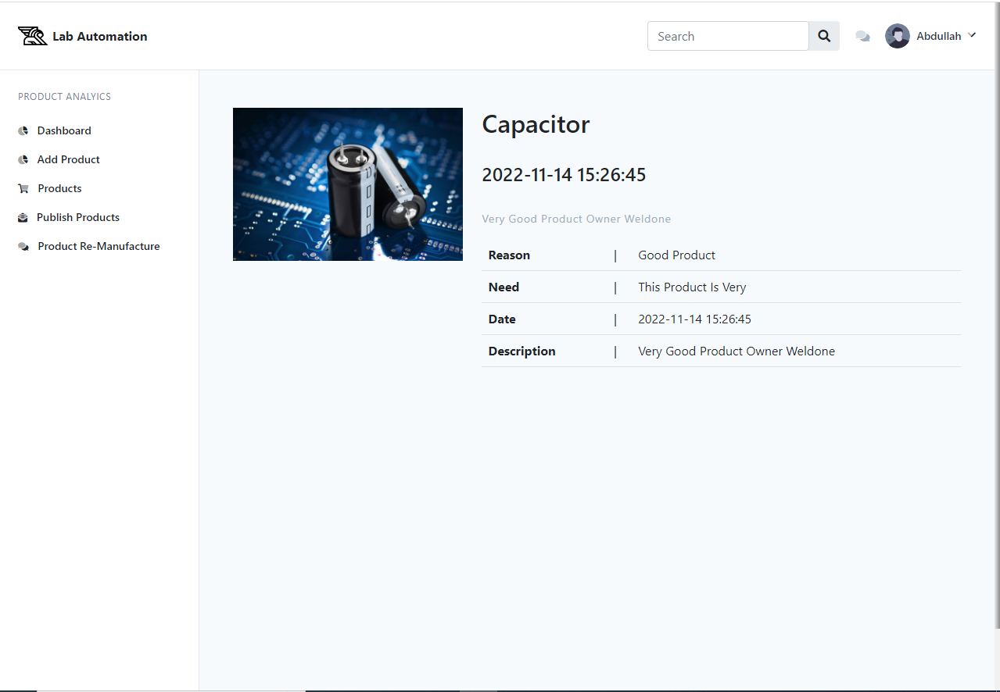 Lab Automation
Search
Abdullah
PRODUCT ANALYICS
Dashboard
Add Product
Products
Publish Products
Product Re-Manufacture
Capacitor
2022-11-14 15:26:45
Very Good Product Owner Weldone
Reason | Good Product
Need | This Product Is Very
Date | 2022-11-14 15:26:45
Description | Very Good Product Owner Weldone